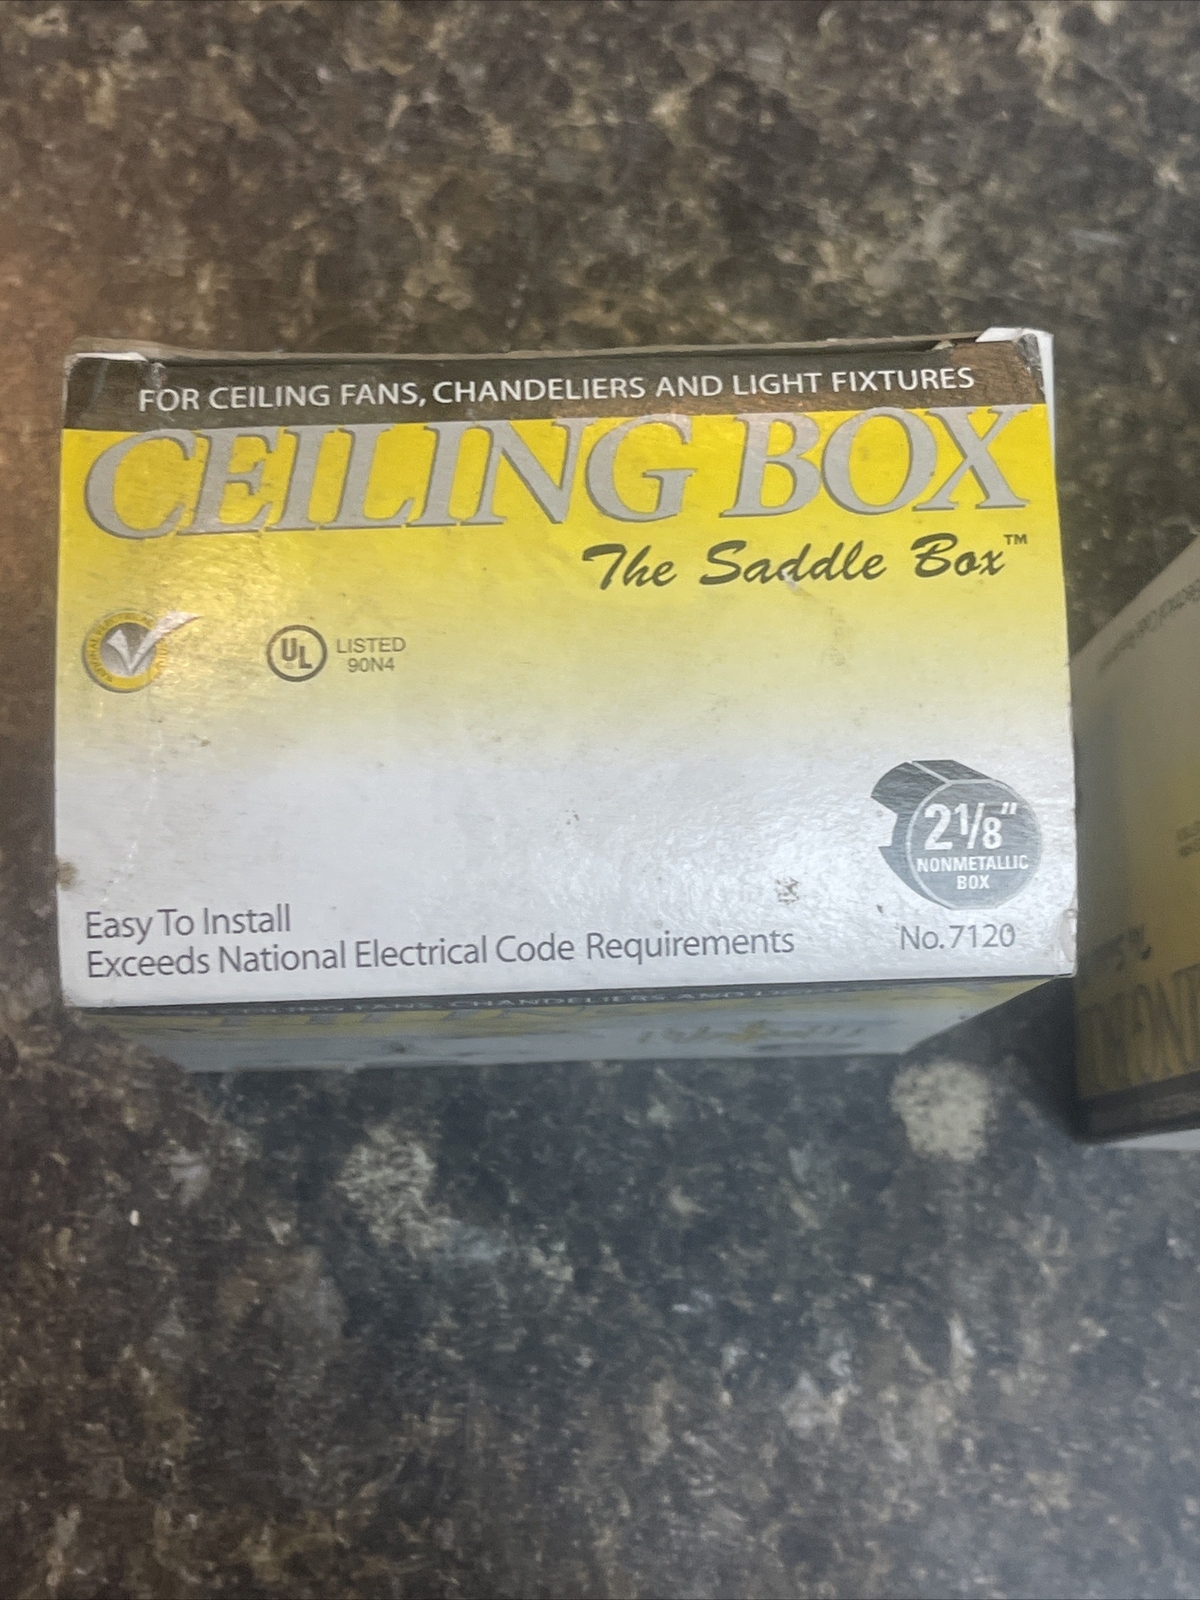 FOR CEILING FANS, CHANDELIERS AND LIGHT FIXTURES
CEILING BOX
The Saddle Box™
UL LISTED
90N4
2 1/8"
NONMETALLIC
BOX
Easy To Install
Exceeds National Electrical Code Requirements
No. 7120